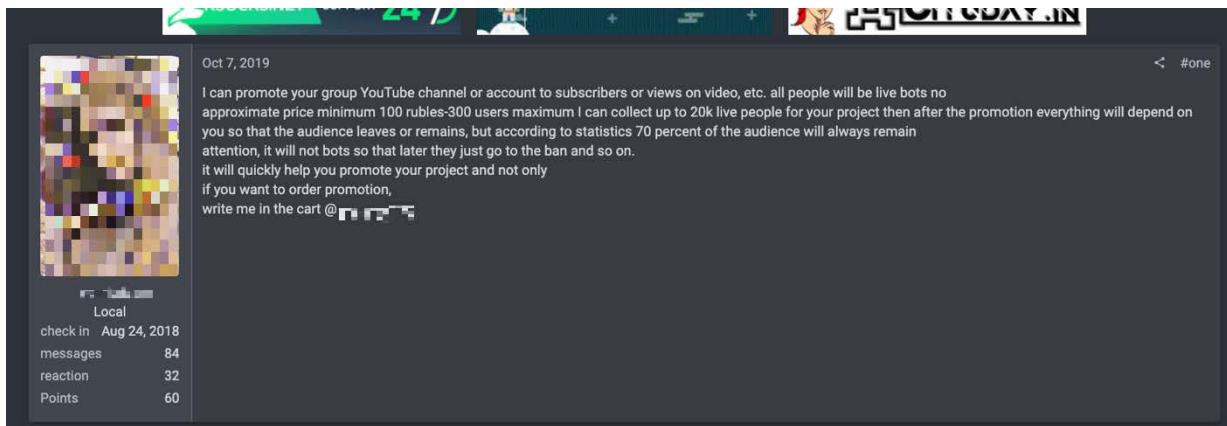 24/
Oct 7, 2019
#one
I can promote your group YouTube channel or account to subscribers or views on video, etc. all people will be live bots no
approximate price minimum 100 rubles-300 users maximum I can collect up to 20k live people for your project then after the promotion everything will depend on
you so that the audience leaves or remains, but according to statistics 70 percent of the audience will always remain
attention, it will not bots so that later they just go to the ban and so on.
it will quickly help you promote your project and not only
if you want to order promotion,
write me in the cart @
Local
check in Aug 24, 2018
messages 84
reaction 32
Points 60